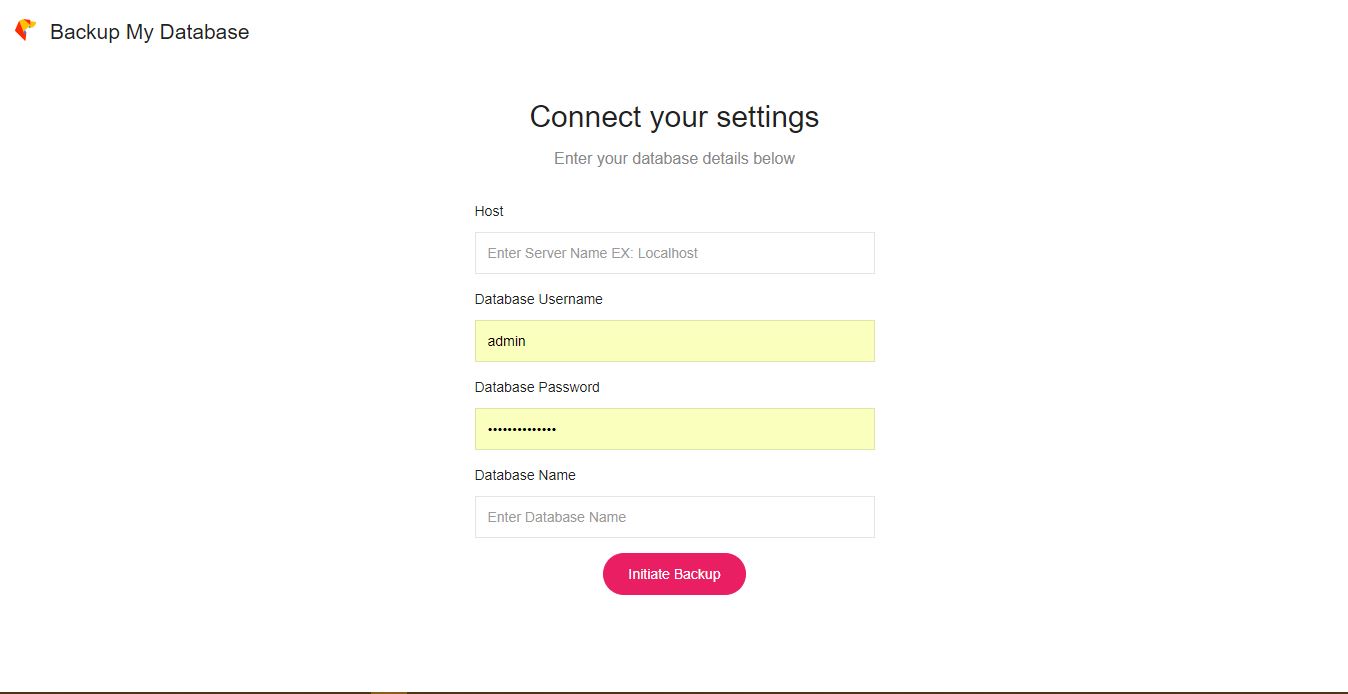 Backup My Database
Connect your settings
Enter your database details below
Host
Enter Server Name EX: Localhost
Database Username
admin
Database Password
••••••••••••••
Database Name
Enter Database Name
Initiate Backup